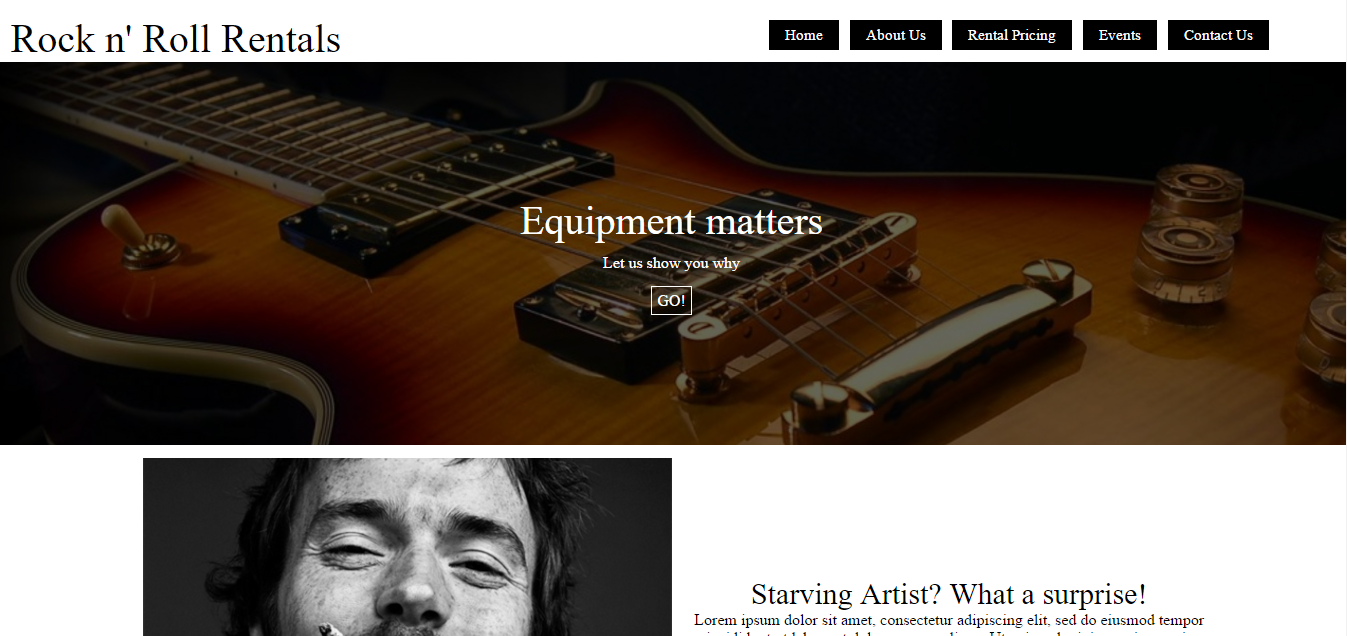 Rock n' Roll Rentals
Home About Us Rental Pricing Events Contact Us
Equipment matters
Let us show you why
GO!
Starving Artist? What a surprise!
Lorem ipsum dolor sit amet, consectetur adipiscing elit, sed do eiusmod tempor